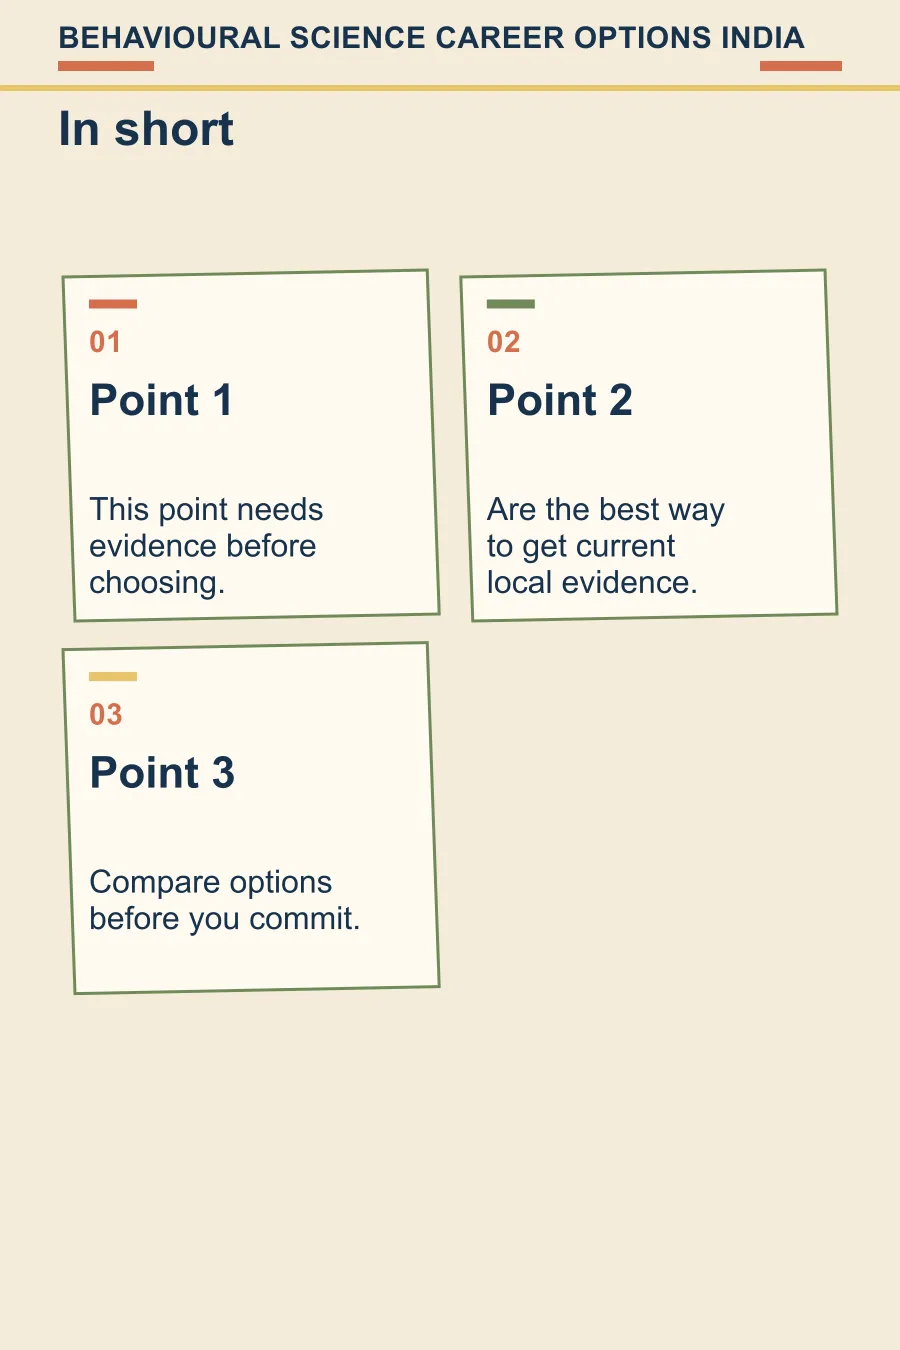 BEHAVIOURAL SCIENCE CAREER OPTIONS INDIA
In short
01
Point 1
This point needs
evidence before
choosing.
02
Point 2
Are the best way
to get current
local evidence.
03
Point 3
Compare options
before you commit.